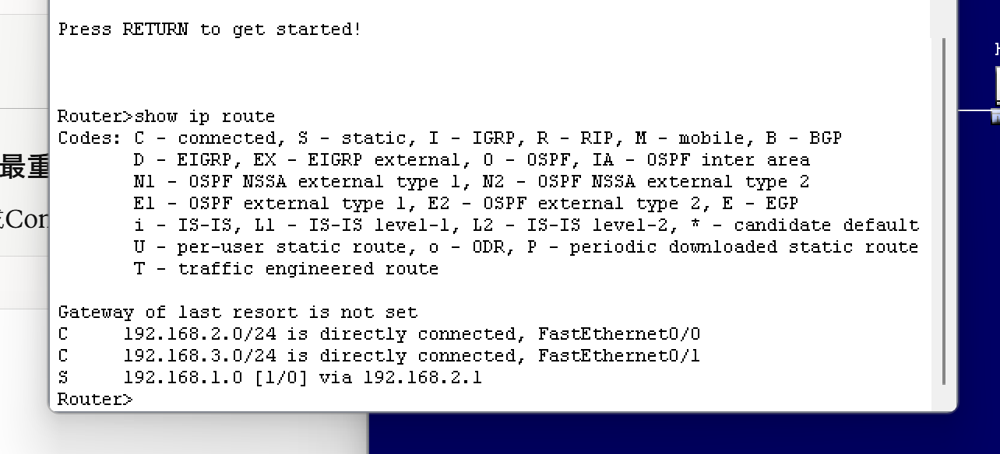 Press RETURN to get started!
Router>show ip route
Codes: C - connected, S - static, I - IGRP, R - RIP, M - mobile, B - BGP
       D - EIGRP, EX - EIGRP external, O - OSPF, IA - OSPF inter area
       N1 - OSPF NSSA external type 1, N2 - OSPF NSSA external type 2
       E1 - OSPF external type 1, E2 - OSPF external type 2, E - EGP
       i - IS-IS, L1 - IS-IS level-1, L2 - IS-IS level-2, * - candidate default
       U - per-user static route, o - ODR, P - periodic downloaded static route
       T - traffic engineered route
Gateway of last resort is not set
C     192.168.2.0/24 is directly connected, FastEthernet0/0
C     192.168.3.0/24 is directly connected, FastEthernet0/1
S     192.168.1.0 [1/0] via 192.168.2.1
Router>
最重
Con